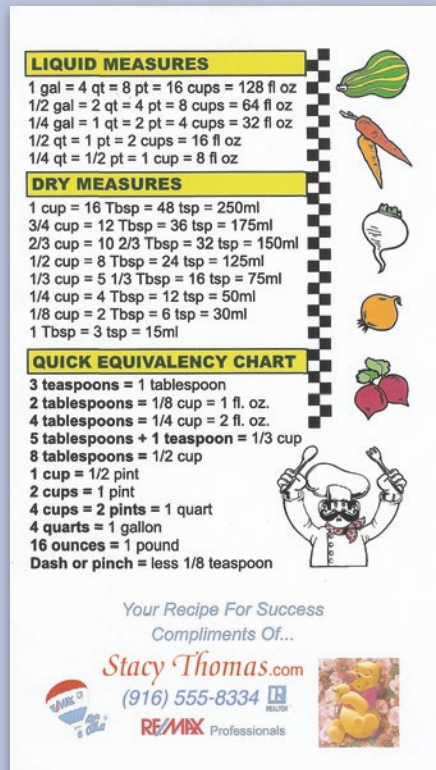 LIQUID MEASURES
1 gal = 4 qt = 8 pt = 16 cups = 128 fl oz
1/2 gal = 2 qt = 4 pt = 8 cups = 64 fl oz
1/4 gal = 1 qt = 2 pt = 4 cups = 32 fl oz
1/2 qt = 1 pt = 2 cups = 16 fl oz
1/4 qt = 1/2 pt = 1 cup = 8 fl oz
DRY MEASURES
1 cup = 16 Tbsp = 48 tsp = 250ml
3/4 cup = 12 Tbsp = 36 tsp = 175ml
2/3 cup = 10 2/3 Tbsp = 32 tsp = 150ml
1/2 cup = 8 Tbsp = 24 tsp = 125ml
1/3 cup = 5 1/3 Tbsp = 16 tsp = 75ml
1/4 cup = 4 Tbsp = 12 tsp = 50ml
1/8 cup = 2 Tbsp = 6 tsp = 30ml
1 Tbsp = 3 tsp = 15ml
QUICK EQUIVALENCY CHART
3 teaspoons = 1 tablespoon
2 tablespoons = 1/8 cup = 1 fl. oz.
4 tablespoons = 1/4 cup = 2 fl. oz.
5 tablespoons + 1 teaspoon = 1/3 cup
8 tablespoons = 1/2 cup
1 cup = 1/2 pint
2 cups = 1 pint
4 cups = 2 pints = 1 quart
4 quarts = 1 gallon
16 ounces = 1 pound
Dash or pinch = less 1/8 teaspoon
Your Recipe For Success
Compliments Of...
Stacy Thomas.com
(916) 555-8334
REALTOR
RE/MAX
RE/MAX Professionals